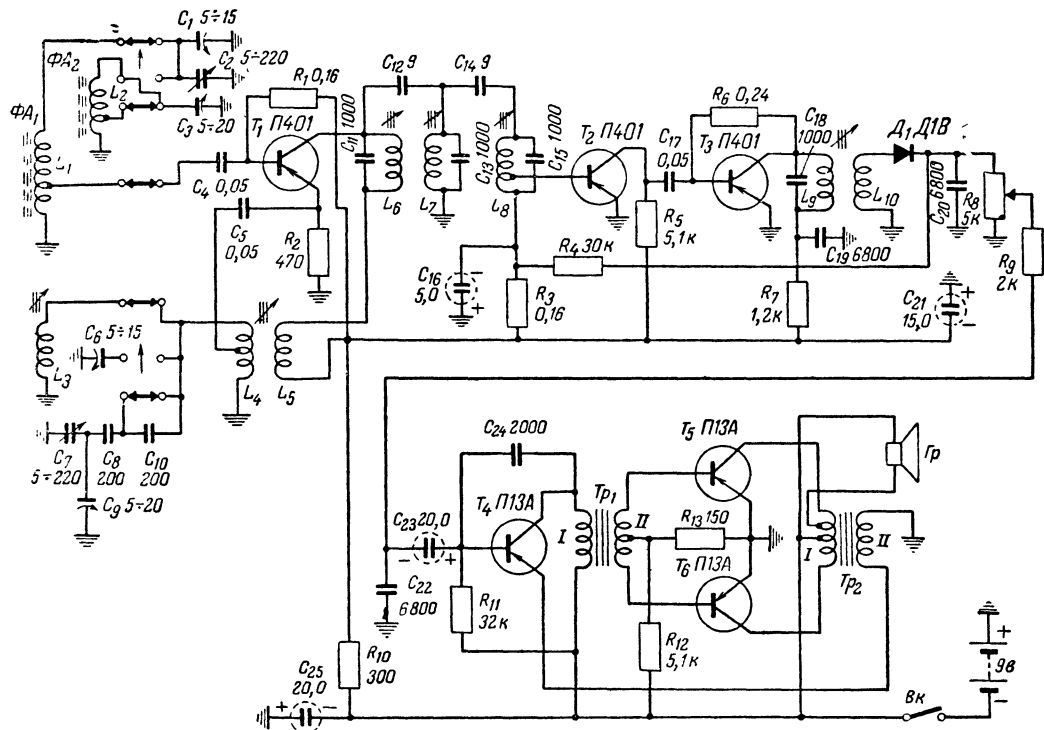 C₁ 5÷15
ФА₂
C₂ 5÷220
L₂
C₃ 5÷20
ФА₁
L₁
R₁ 0,16
T₁ П401
C₄ 0,05
C₅ 0,05
R₂ 470
C₁₁ 1000
C₁₂ 9
C₁₄ 9
L₆
L₇
C₁₃ 1000
L₈
C₁₅ 1000
T₂ П401
C₁₇ 0,05
R₆ 0,24
T₃ П401
C₁₈ 1000
Д₁ Д1В
L₉
L₁₀
C₂₀ 6800
R₈ 5к
R₅ 5,1к
R₄ 30к
C₁₆ 5,0
− +
R₃ 0,16
C₁₉ 6800
R₇ 1,2к
C₂₁ 15,0
+ −
R₉ 2к
L₃
C₆ 5÷15
L₄
L₅
C₇ 5÷220
C₈ 200
C₁₀ 200
C₉ 5÷20
C₂₄ 2000
T₄ П13А
C₂₃ 20,0
− +
C₂₂ 6800
R₁₁ 32к
Тр₁
I
II
T₅ П13А
R₁₃ 150
T₆ П13А
R₁₂ 5,1к
Гр
I
II
Тр₂
R₁₀ 300
C₂₅ 20,0
+ −
Вк
+
9в
−